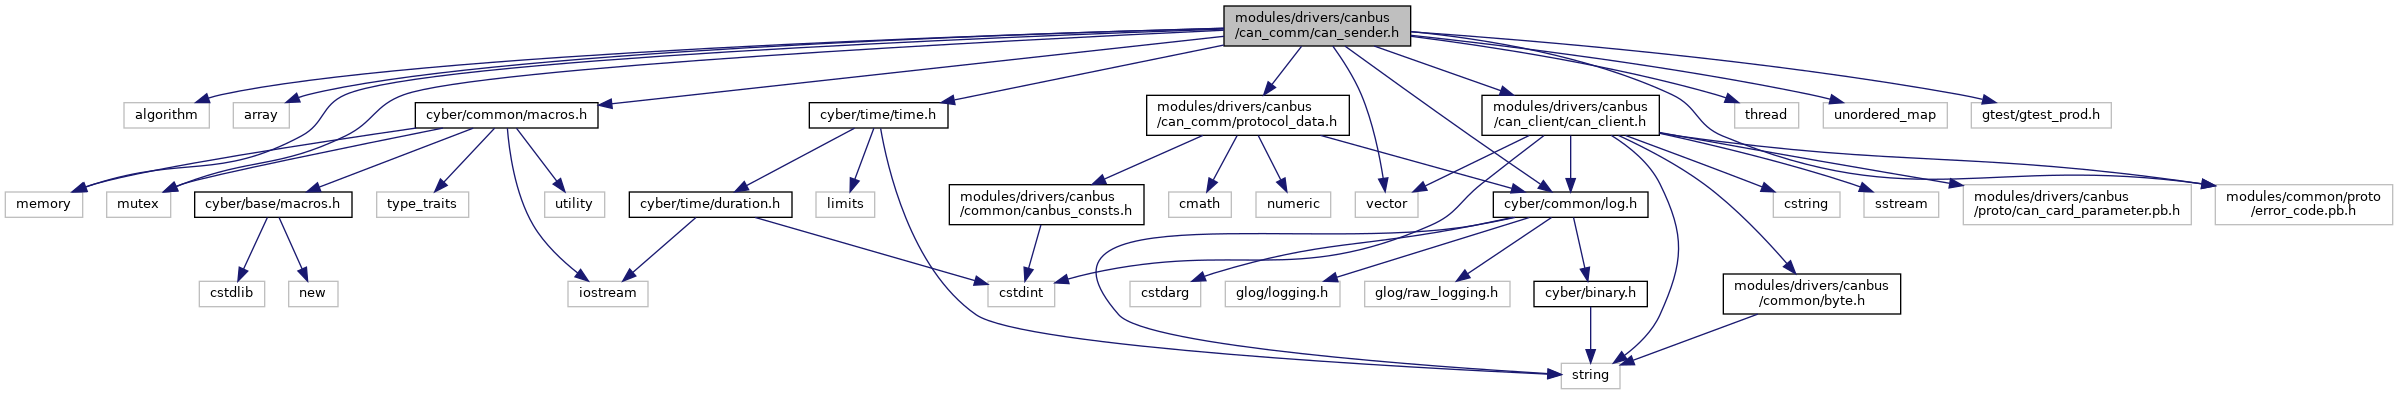 modules/drivers/canbus
/can_comm/can_sender.h
algorithm
array
cyber/common/macros.h
cyber/time/time.h
modules/drivers/canbus
/can_comm/protocol_data.h
modules/drivers/canbus
/can_client/can_client.h
thread
unordered_map
gtest/gtest_prod.h
memory
mutex
cyber/base/macros.h
type_traits
utility
cyber/time/duration.h
limits
modules/drivers/canbus
/common/canbus_consts.h
cmath
numeric
vector
cyber/common/log.h
cstring
sstream
modules/drivers/canbus
/proto/can_card_parameter.pb.h
modules/common/proto
/error_code.pb.h
cstdlib
new
iostream
cstdint
cstdarg
glog/logging.h
glog/raw_logging.h
cyber/binary.h
modules/drivers/canbus
/common/byte.h
string